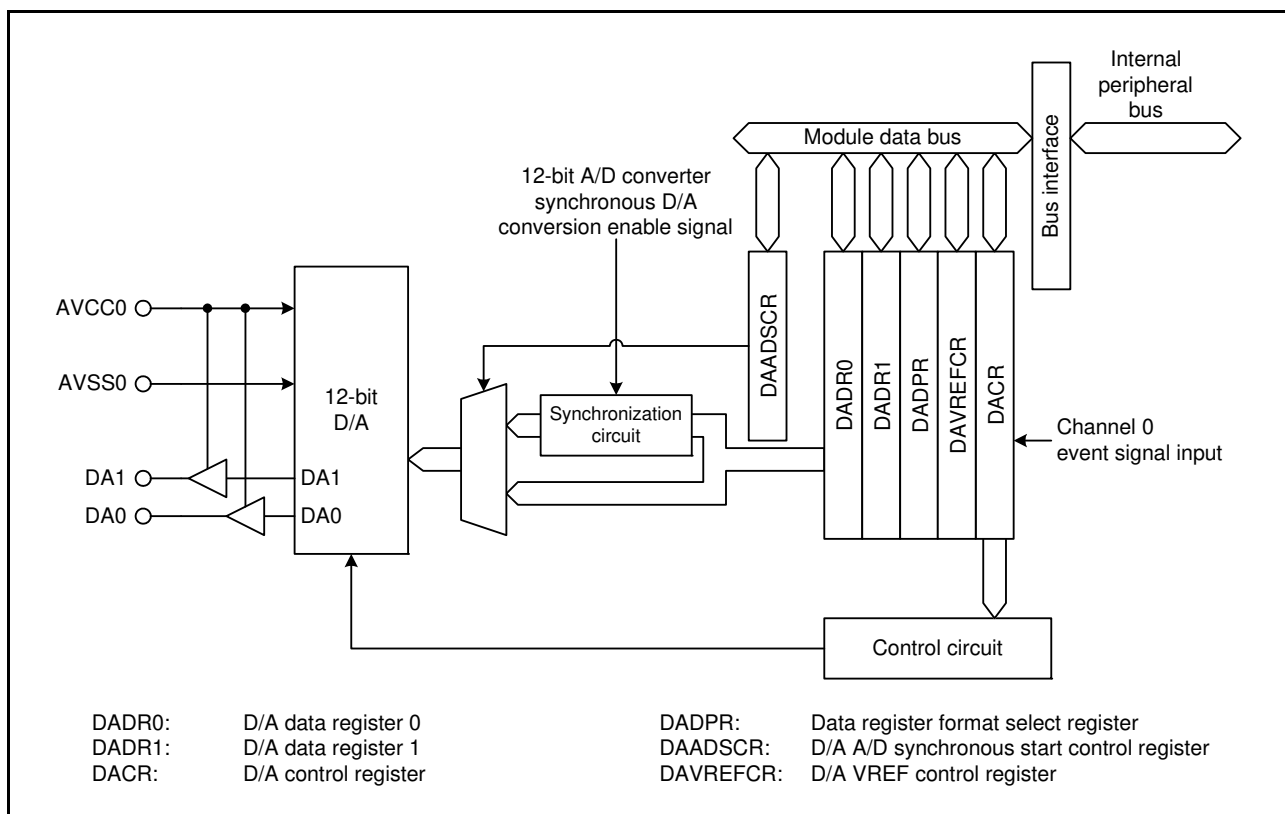 Internal
peripheral
bus
Module data bus
Bus interface
12-bit A/D converter
synchronous D/A
conversion enable signal
AVCC0
AVSS0
12-bit
D/A
DA1
DA1
DA0
DA0
Synchronization
circuit
DAADSCR
DADR0
DADR1
DADPR
DAVREFCR
DACR
Channel 0
event signal input
Control circuit
DADR0: D/A data register 0
DADR1: D/A data register 1
DACR: D/A control register
DADPR: Data register format select register
DAADSCR: D/A A/D synchronous start control register
DAVREFCR: D/A VREF control register